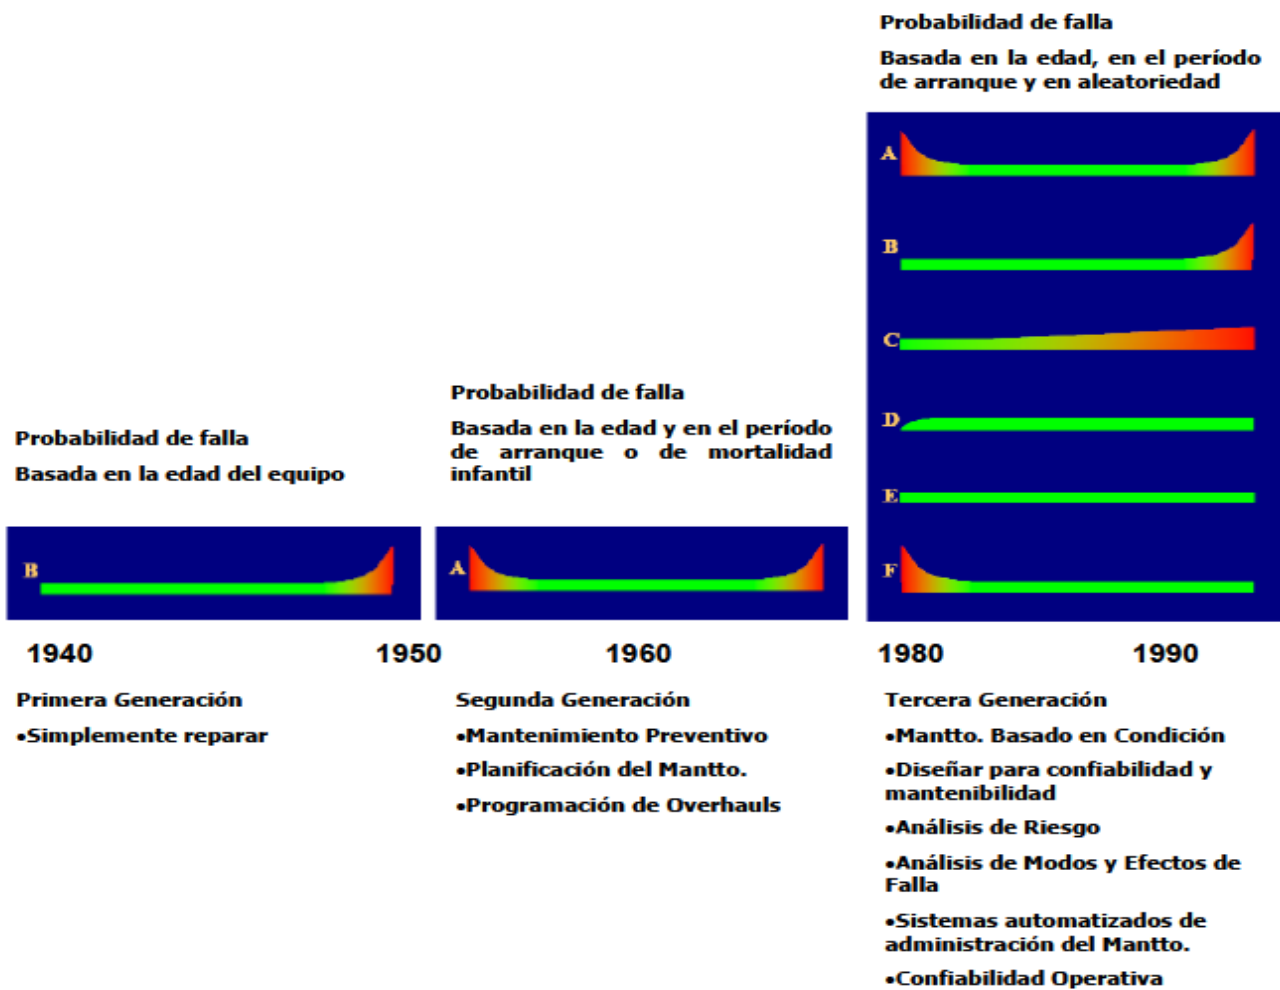 Probabilidad de falla
Basada en la edad del equipo
B
1940
1950
Primera Generación
•Simplemente reparar
Probabilidad de falla
Basada en la edad y en el período
de arranque o de mortalidad
infantil
A
1960
Segunda Generación
•Mantenimiento Preventivo
•Planificación del Mantto.
•Programación de Overhauls
Probabilidad de falla
Basada en la edad, en el período
de arranque y en aleatoriedad
A
B
C
D
E
F
1980
1990
Tercera Generación
•Mantto. Basado en Condición
•Diseñar para confiabilidad y
mantenibilidad
•Análisis de Riesgo
•Análisis de Modos y Efectos de
Falla
•Sistemas automatizados de
administración del Mantto.
•Confiabilidad Operativa